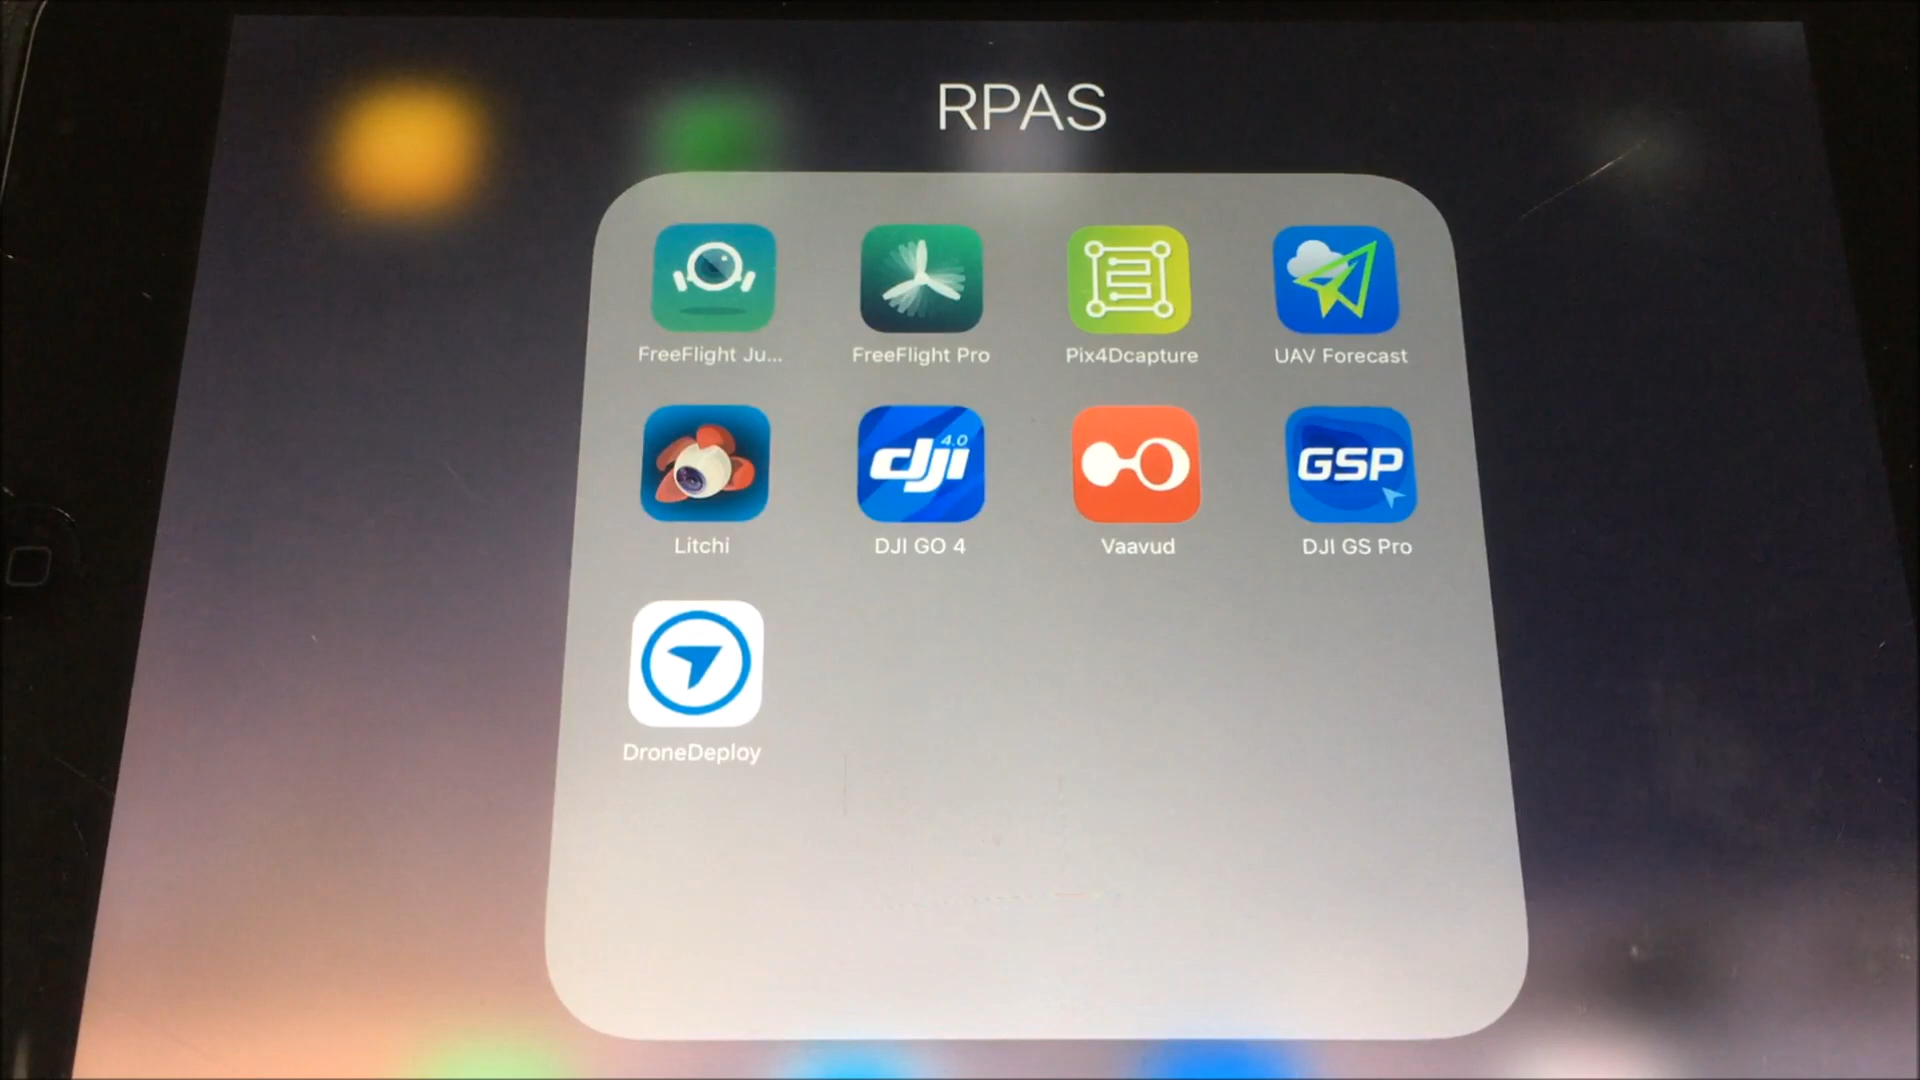 RPAS
FreeFlight Ju...
FreeFlight Pro
Pix4Dcapture
UAV Forecast
dji 4.0
GSP
Litchi
DJI GO 4
Vaavud
DJI GS Pro
DroneDeploy